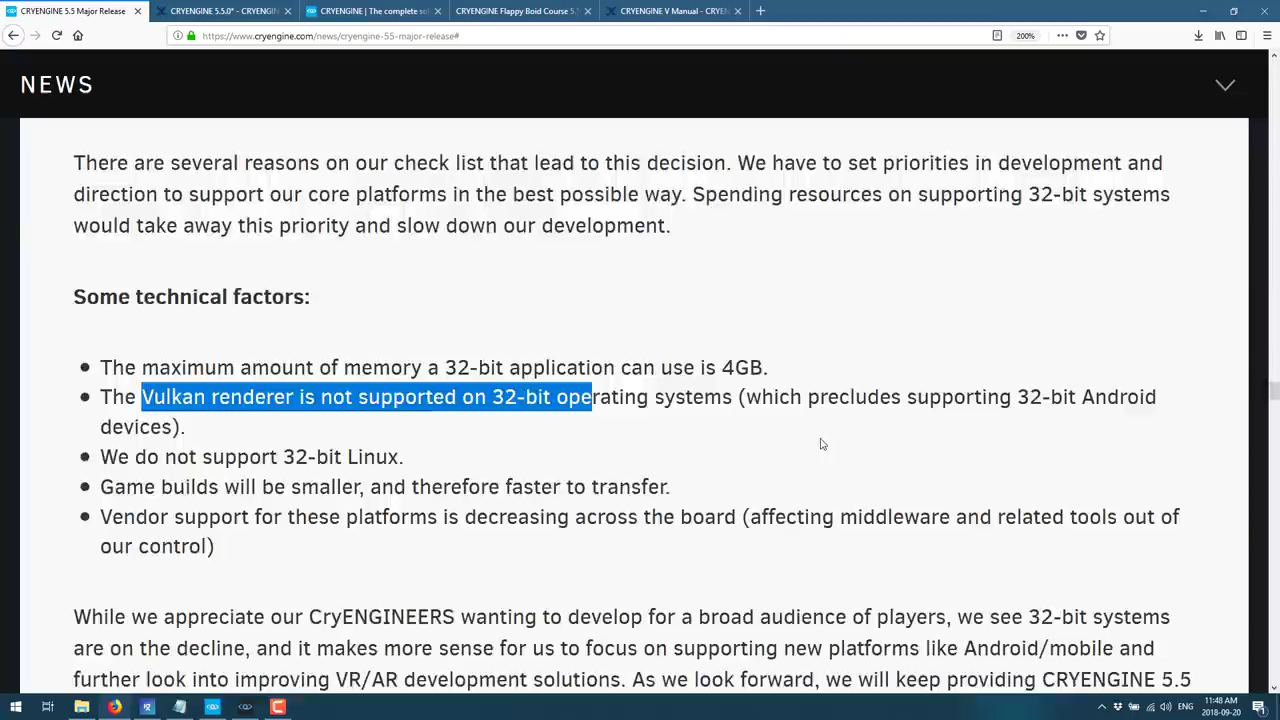 CRYENGINE 5.5 Major Release
CRYENGINE 5.5.0* - CRYENGIN
CRYENGINE | The complete sol
CRYENGINE Flappy Boid Course 5.5
CRYENGINE V Manual - CRYEN
https://www.cryengine.com/news/cryengine-55-major-release#
200%
NEWS
There are several reasons on our check list that lead to this decision. We have to set priorities in development and
direction to support our core platforms in the best possible way. Spending resources on supporting 32-bit systems
would take away this priority and slow down our development.
Some technical factors:
The maximum amount of memory a 32-bit application can use is 4GB.
The Vulkan renderer is not supported on 32-bit operating systems (which precludes supporting 32-bit Android
devices).
We do not support 32-bit Linux.
Game builds will be smaller, and therefore faster to transfer.
Vendor support for these platforms is decreasing across the board (affecting middleware and related tools out of
our control)
While we appreciate our CryENGINEERS wanting to develop for a broad audience of players, we see 32-bit systems
are on the decline, and it makes more sense for us to focus on supporting new platforms like Android/mobile and
further look into improving VR/AR development solutions. As we look forward, we will keep providing CRYENGINE 5.5
ENG
11:48 AM
2018-09-20